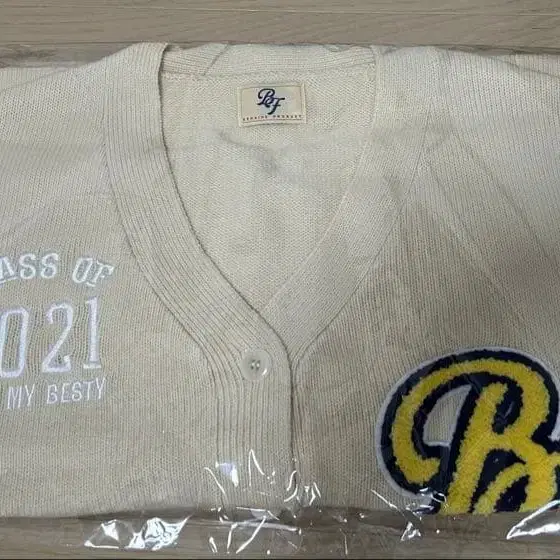 BF
GENUINE PRODUCT
ASS OF
021
MY BESTY
B